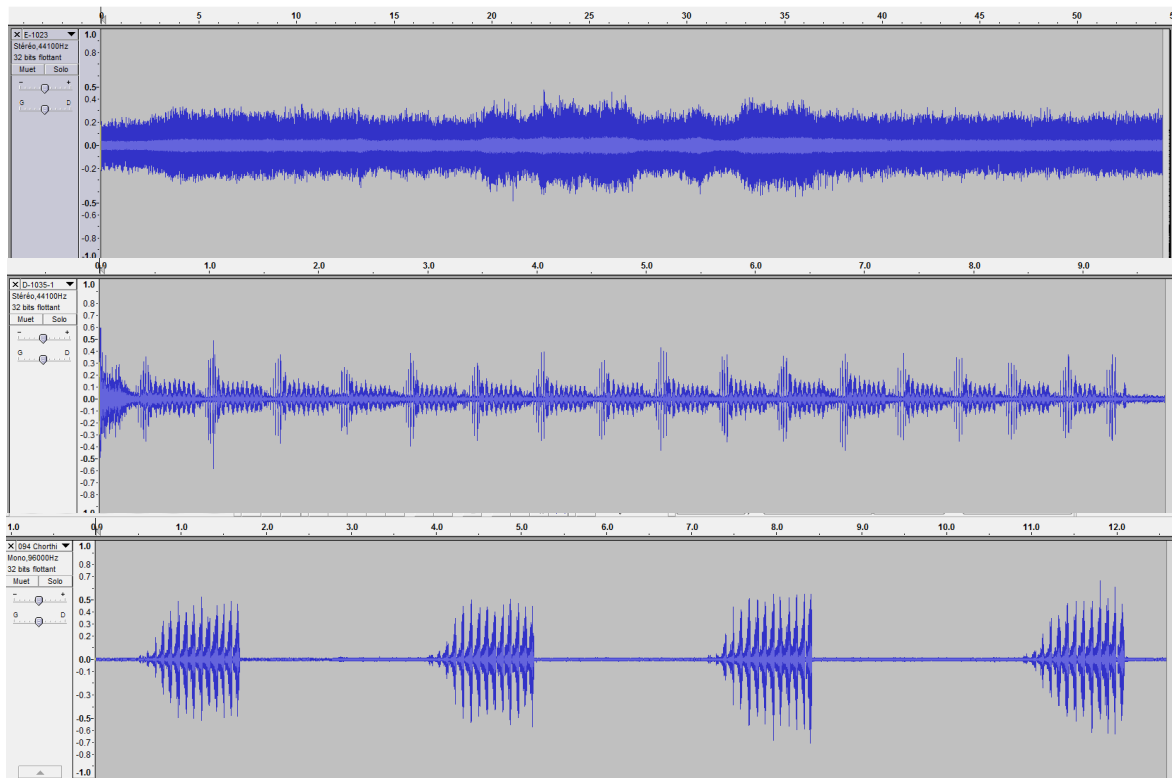 5 10 15 20 25 30 35 40 45 50
× E-1023 ▼
Stéréo,44100Hz
32 bits flottant
Muet Solo
- +
G D
1.0
0.8
0.5
0.4
0.2
0.0
-0.2
-0.5
-0.6
-0.8
-1.0
1.0 2.0 3.0 4.0 5.0 6.0 7.0 8.0 9.0
× D-1035-1 ▼
Stéréo,44100Hz
32 bits flottant
Muet Solo
- +
G D
1.0
0.8
0.7
0.6
0.5
0.4
0.3
0.2
0.1
0.0
-0.1
-0.2
-0.3
-0.4
-0.5
-0.6
-0.7
-0.8
1.0 1.0 2.0 3.0 4.0 5.0 6.0 7.0 8.0 9.0 10.0 11.0 12.0
× 094 Chorthi ▼
Mono,96000Hz
32 bits flottant
Muet Solo
- +
G D
1.0
0.8
0.7
0.5
0.4
0.3
0.2
0.0
-0.1
-0.3
-0.5
-0.6
-0.7
-0.8
-1.0